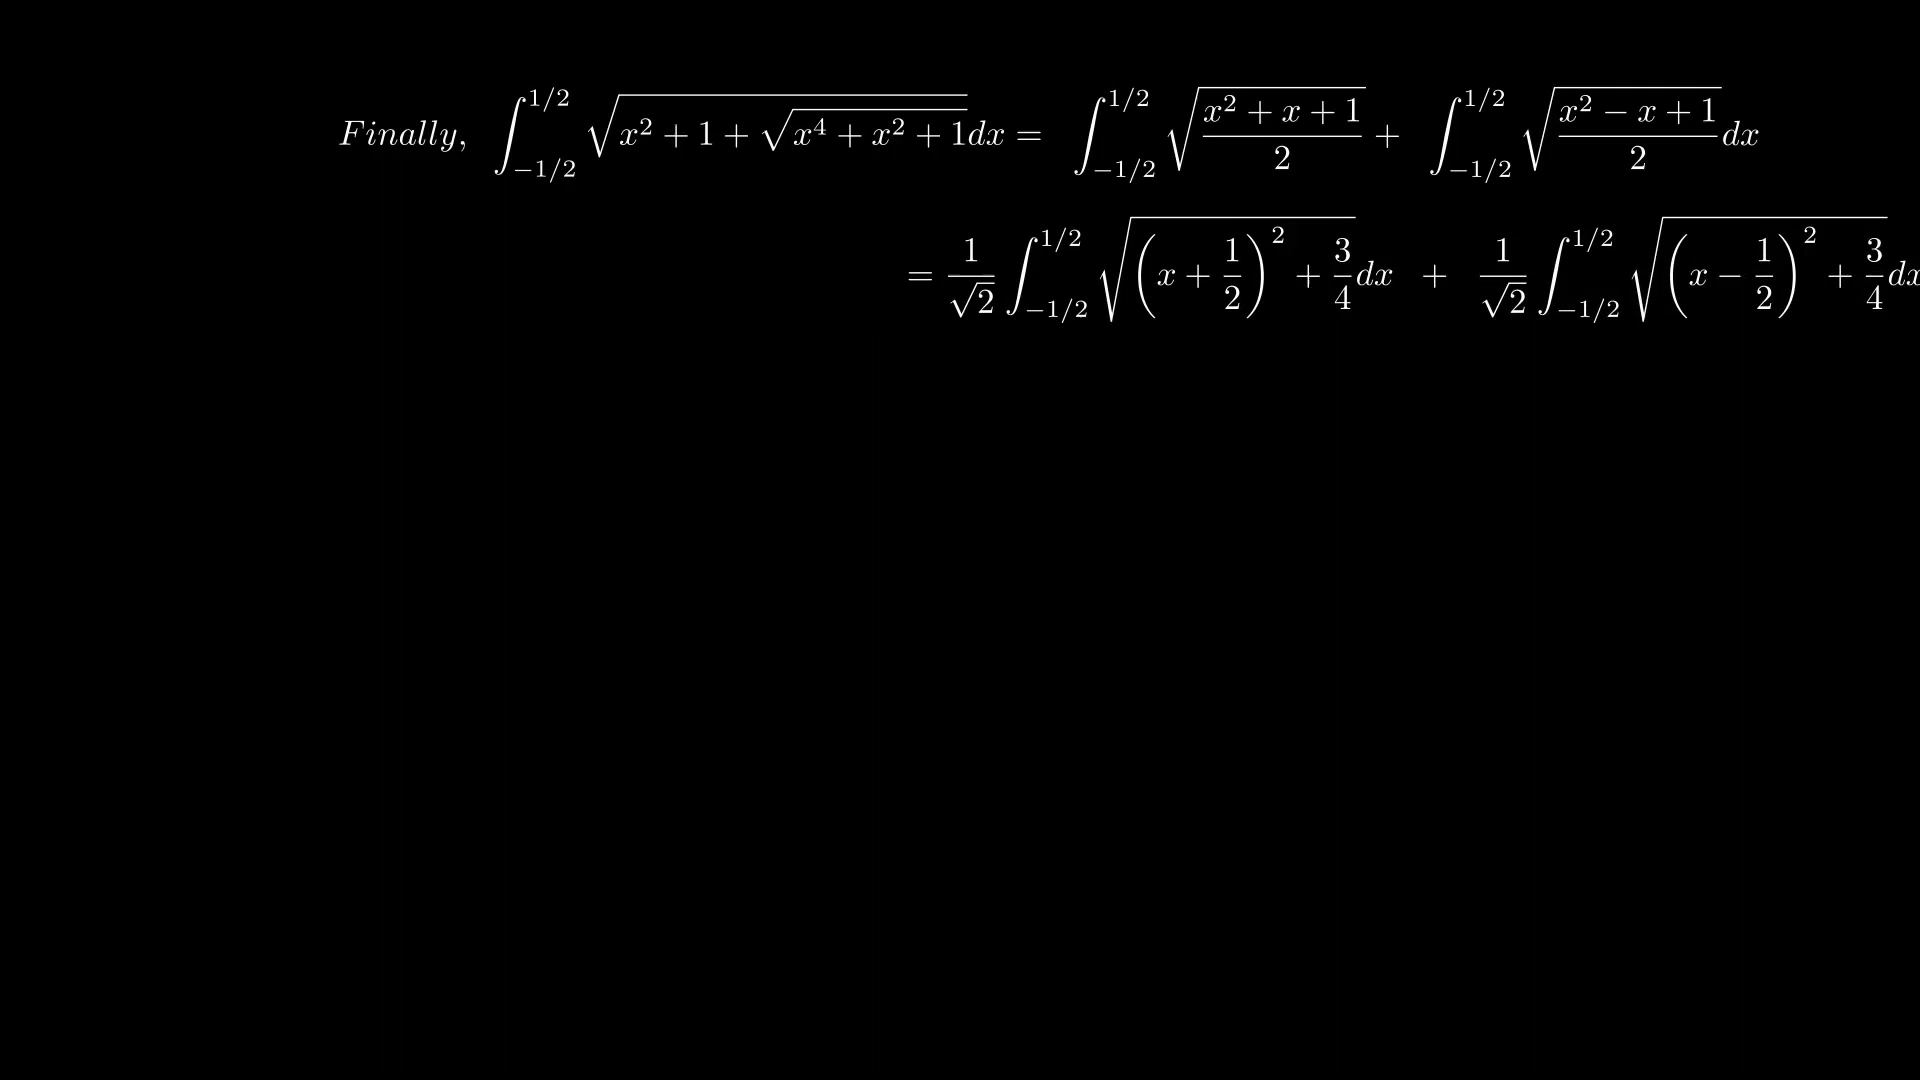 Finally, ∫_{-1/2}^{1/2} √(x² + 1 + √(x⁴ + x² + 1)) dx = ∫_{-1/2}^{1/2} √((x² + x + 1)/2) + ∫_{-1/2}^{1/2} √((x² − x + 1)/2) dx
= 1/√2 ∫_{-1/2}^{1/2} √((x + 1/2)² + 3/4) dx + 1/√2 ∫_{-1/2}^{1/2} √((x − 1/2)² + 3/4) dx